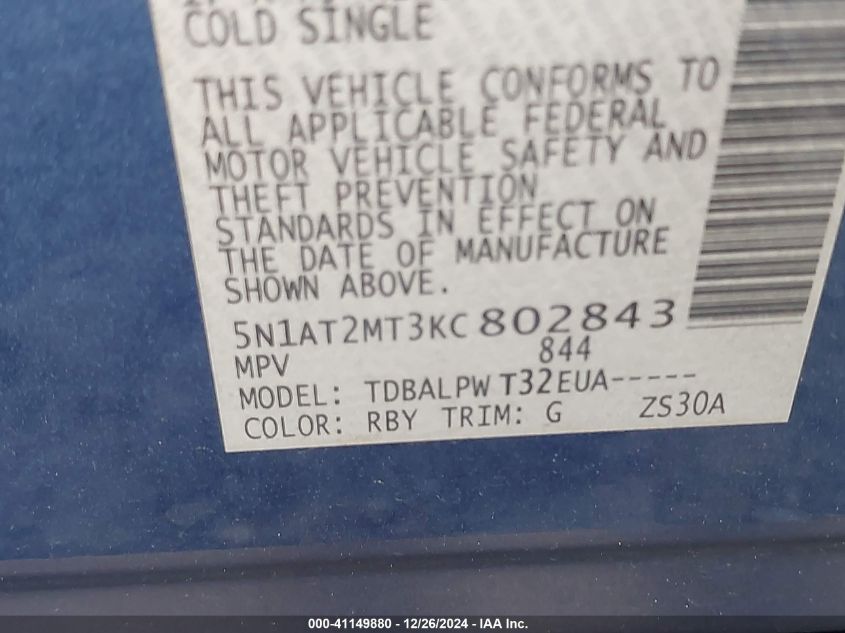 COLD SINGLE
THIS VEHICLE CONFORMS TO
ALL APPLICABLE FEDERAL
MOTOR VEHICLE SAFETY AND
THEFT PREVENTION
STANDARDS IN EFFECT ON
THE DATE OF MANUFACTURE
SHOWN ABOVE.
5N1AT2MT3KC802843
MPV 844
MODEL: TDBALPW T32EUA-----
COLOR: RBY TRIM: G ZS30A
000-41149880 - 12/26/2024 - IAA Inc.